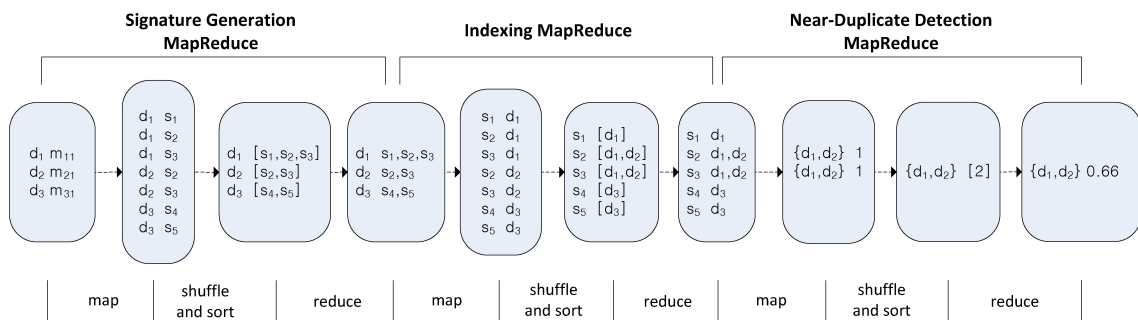 Signature Generation
MapReduce
Indexing MapReduce
Near-Duplicate Detection
MapReduce
d₁ m₁₁
d₂ m₂₁
d₃ m₃₁
d₁ s₁
d₁ s₂
d₁ s₃
d₂ s₂
d₂ s₃
d₃ s₄
d₃ s₅
d₁ [s₁,s₂,s₃]
d₂ [s₂,s₃]
d₃ [s₄,s₅]
d₁ s₁,s₂,s₃
d₂ s₂,s₃
d₃ s₄,s₅
s₁ d₁
s₂ d₁
s₃ d₁
s₂ d₂
s₃ d₂
s₄ d₃
s₅ d₃
s₁ [d₁]
s₂ [d₁,d₂]
s₃ [d₁,d₂]
s₄ [d₃]
s₅ [d₃]
s₁ d₁
s₂ d₁,d₂
s₃ d₁,d₂
s₄ d₃
s₅ d₃
{d₁,d₂} 1
{d₁,d₂} 1
{d₁,d₂} [2]
{d₁,d₂} 0.66
map
shuffle
and sort
reduce
map
shuffle
and sort
reduce
map
shuffle
and sort
reduce